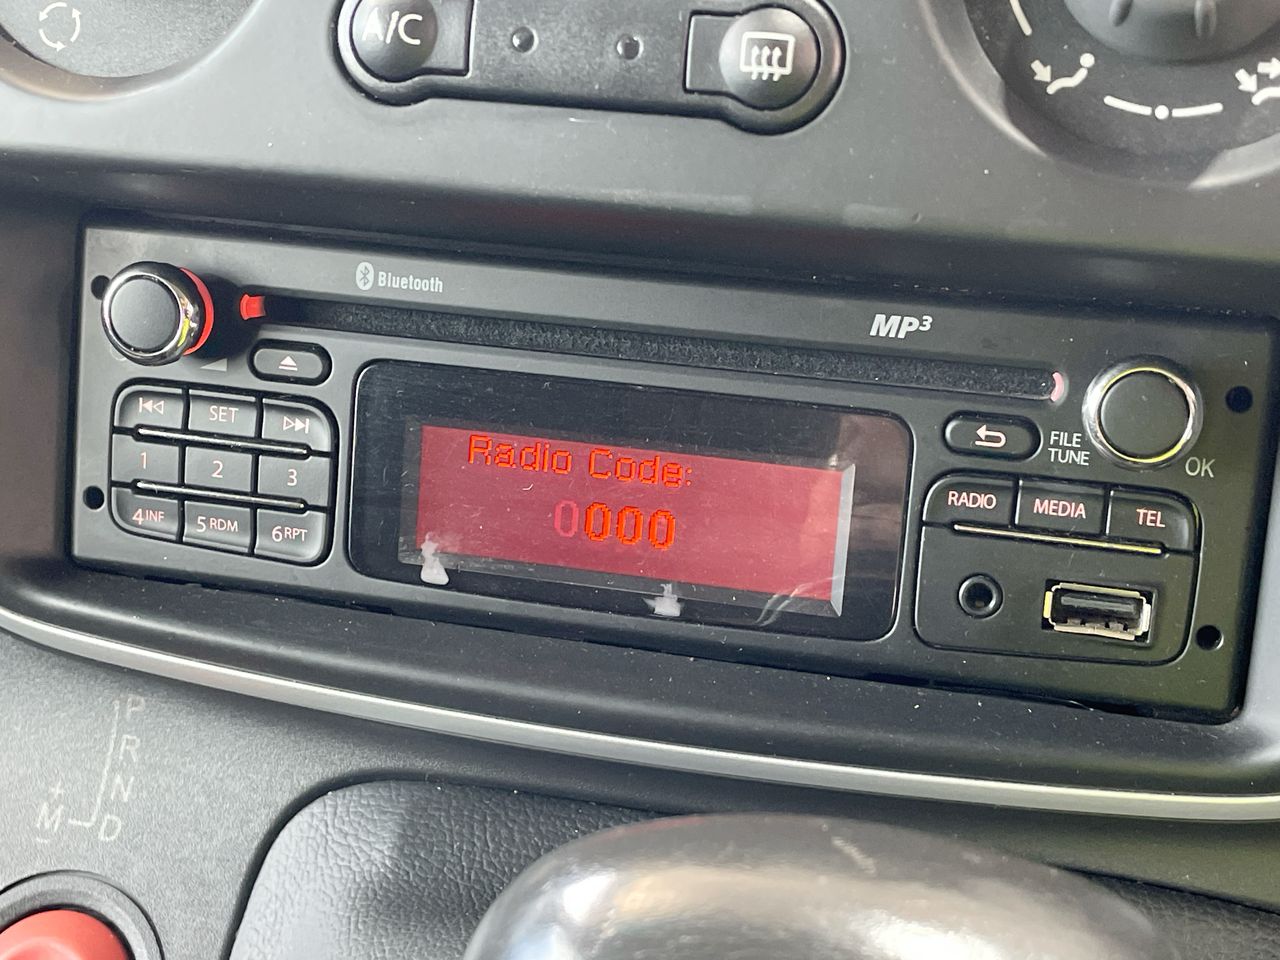 A/C
Bluetooth
MP3
SET
1 2 3
4INF 5RDM 6RPT
Radio Code:
0000
FILE
TUNE
OK
RADIO MEDIA TEL
P
R
N
D
+
M
-